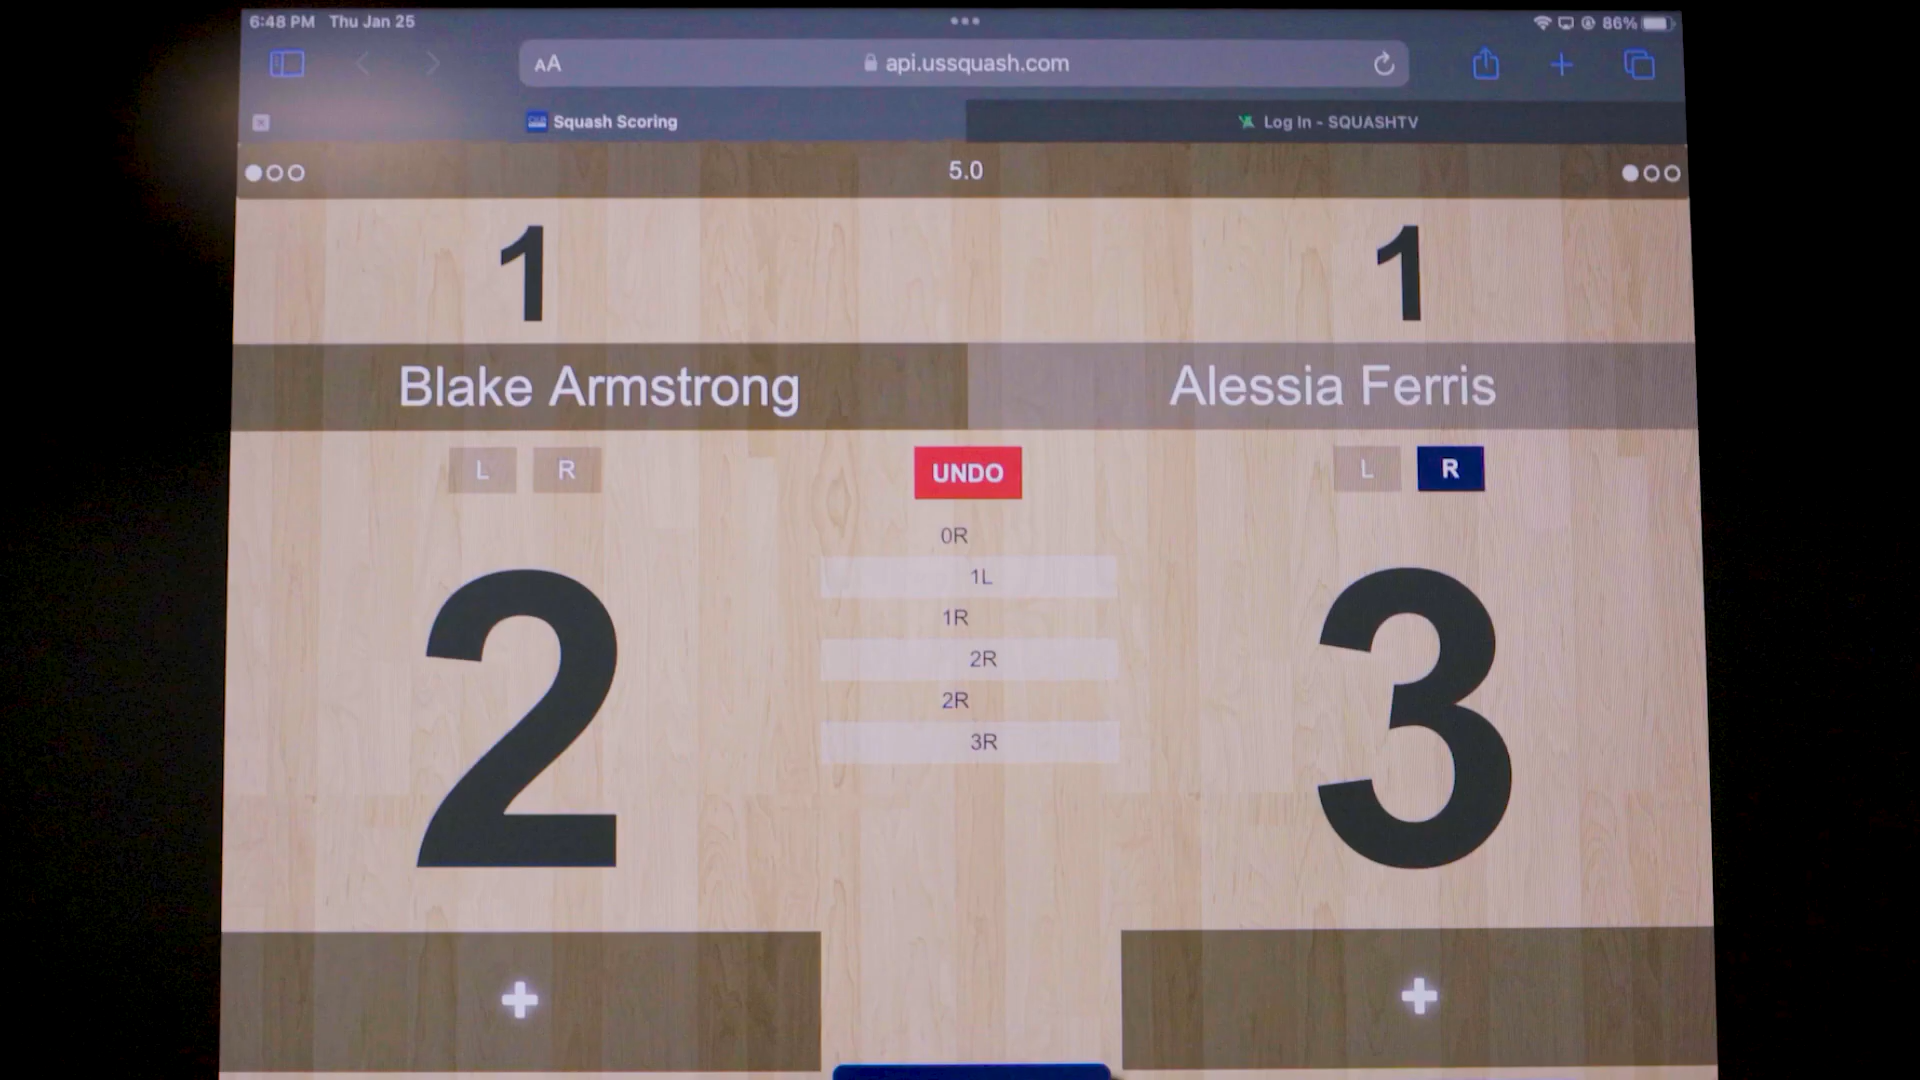 6:48 PM Thu Jan 25
86%
AA
api.ussquash.com
Squash Scoring
Log In - SQUASHTV
5.0
1
1
Blake Armstrong
Alessia Ferris
L R
UNDO
L R
0R
1L
1R
2R
2R
3R
2
3
+
+